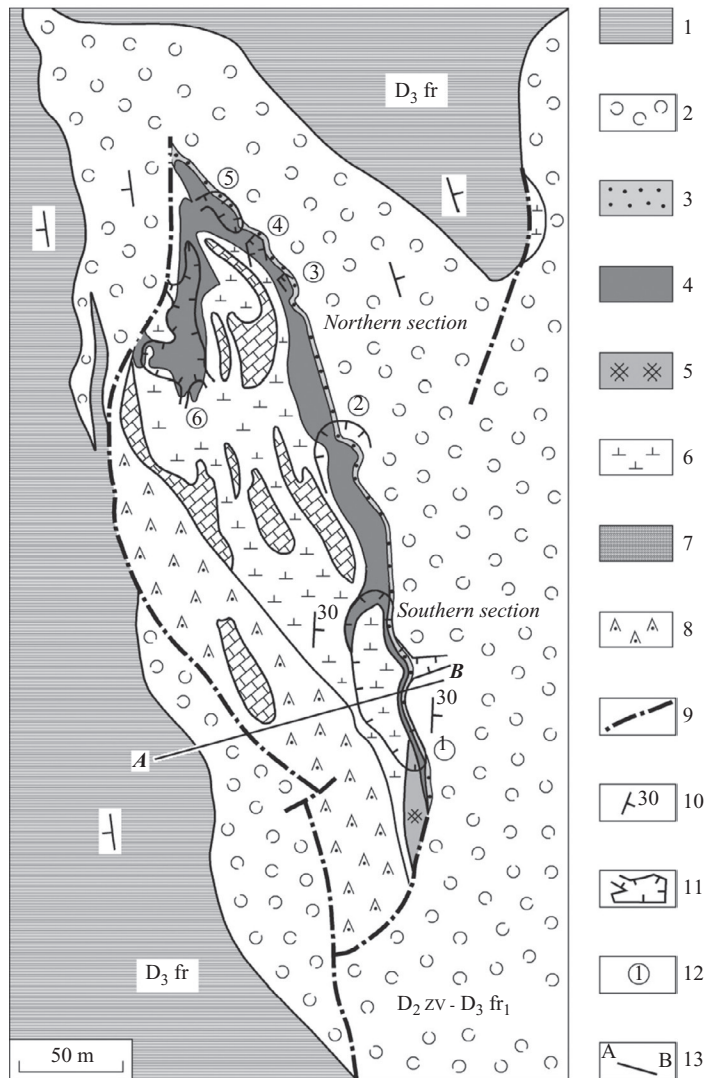 D₃ fr
⑤
④
③
Northern section
②
⑥
30
Southern section
B
30
①
A
D₃ fr
D₂ ZV - D₃ fr₁
50 m
1
2
3
4
5
6
7
8
9
30 10
11
① 12
A B 13